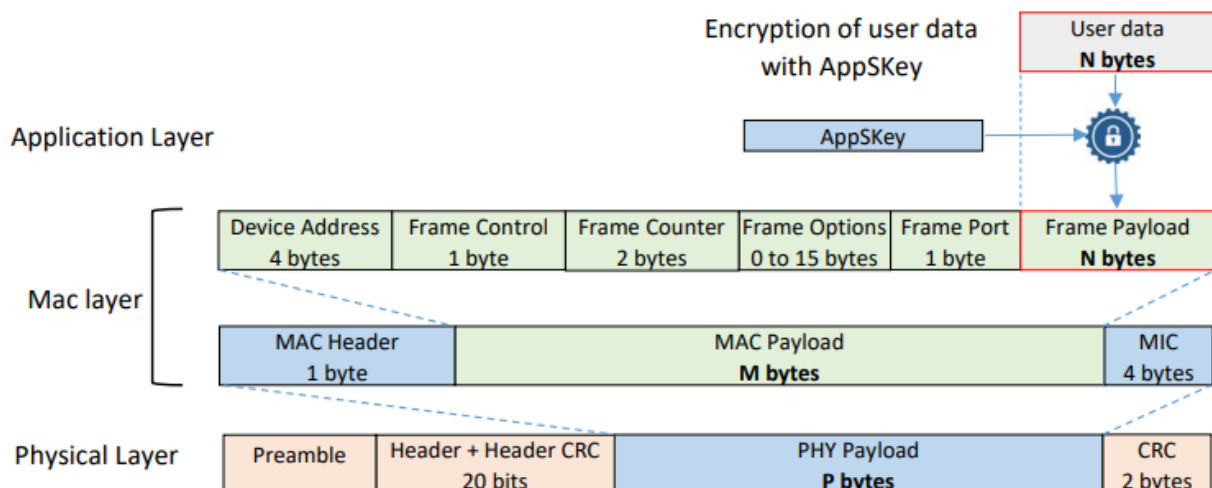 Encryption of user data
with AppSKey
User data
N bytes
Application Layer
AppSKey
Mac layer
Device Address
4 bytes
Frame Control
1 byte
Frame Counter
2 bytes
Frame Options
0 to 15 bytes
Frame Port
1 byte
Frame Payload
N bytes
MAC Header
1 byte
MAC Payload
M bytes
MIC
4 bytes
Physical Layer
Preamble
Header + Header CRC
20 bits
PHY Payload
P bytes
CRC
2 bytes